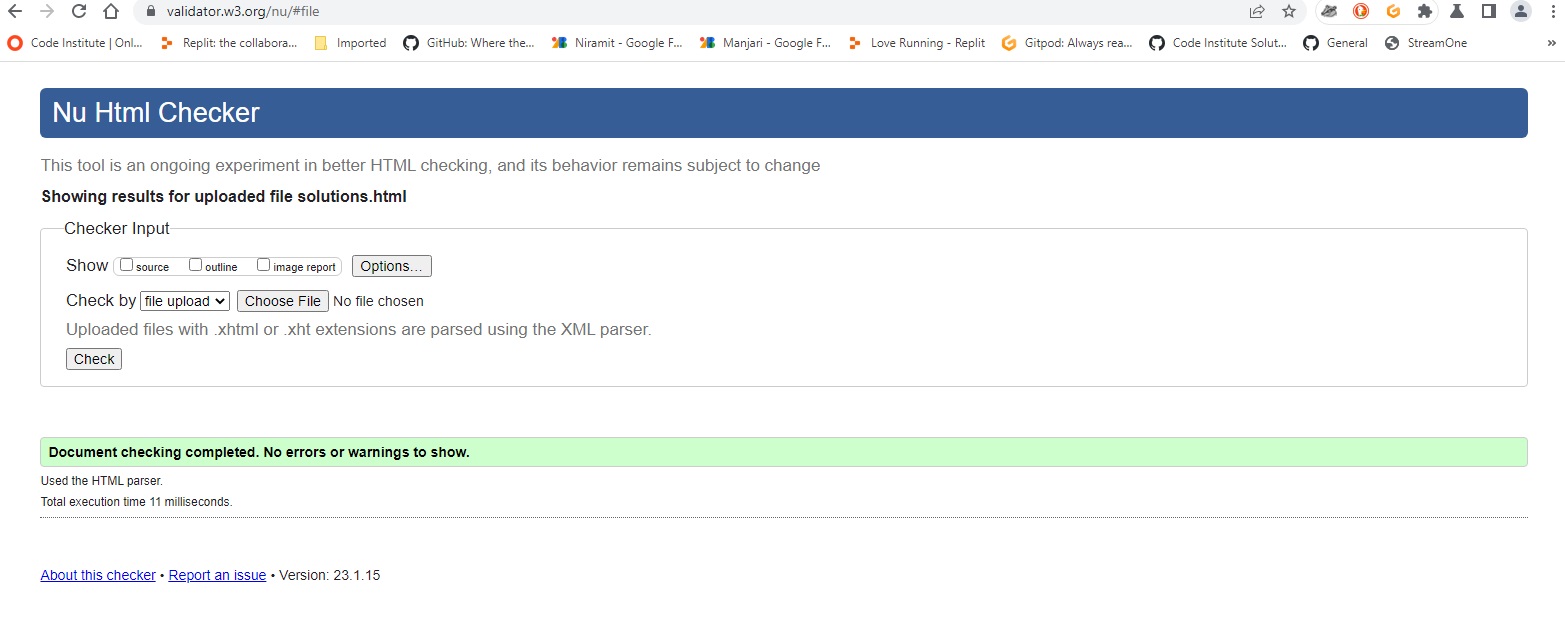 validator.w3.org/nu/#file
Code Institute | Onl... Replit: the collabora... Imported GitHub: Where the... Niramit - Google F... Manjari - Google F... Love Running - Replit Gitpod: Always rea... Code Institute Solut... General StreamOne »
Nu Html Checker
This tool is an ongoing experiment in better HTML checking, and its behavior remains subject to change
Showing results for uploaded file solutions.html
Checker Input
Show source outline image report Options...
Check by file upload Choose File No file chosen
Uploaded files with .xhtml or .xht extensions are parsed using the XML parser.
Check
Document checking completed. No errors or warnings to show.
Used the HTML parser.
Total execution time 11 milliseconds.
About this checker • Report an issue • Version: 23.1.15